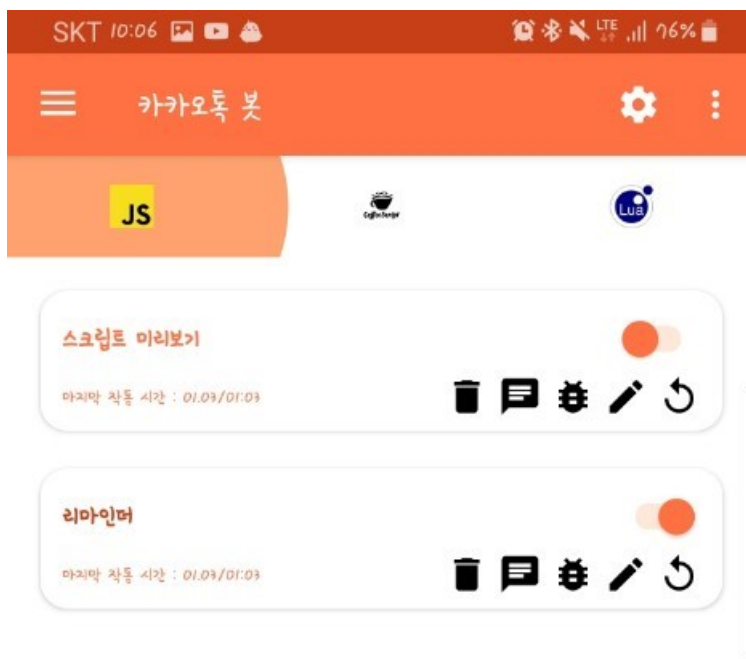 SKT 10:06 LTE 76%
카카오톡 봇
JS CoffeeScript Lua
스크립트 미리보기
마지막 작동 시간 : 01.03/01:03
리마인더
마지막 작동 시간 : 01.03/01:03